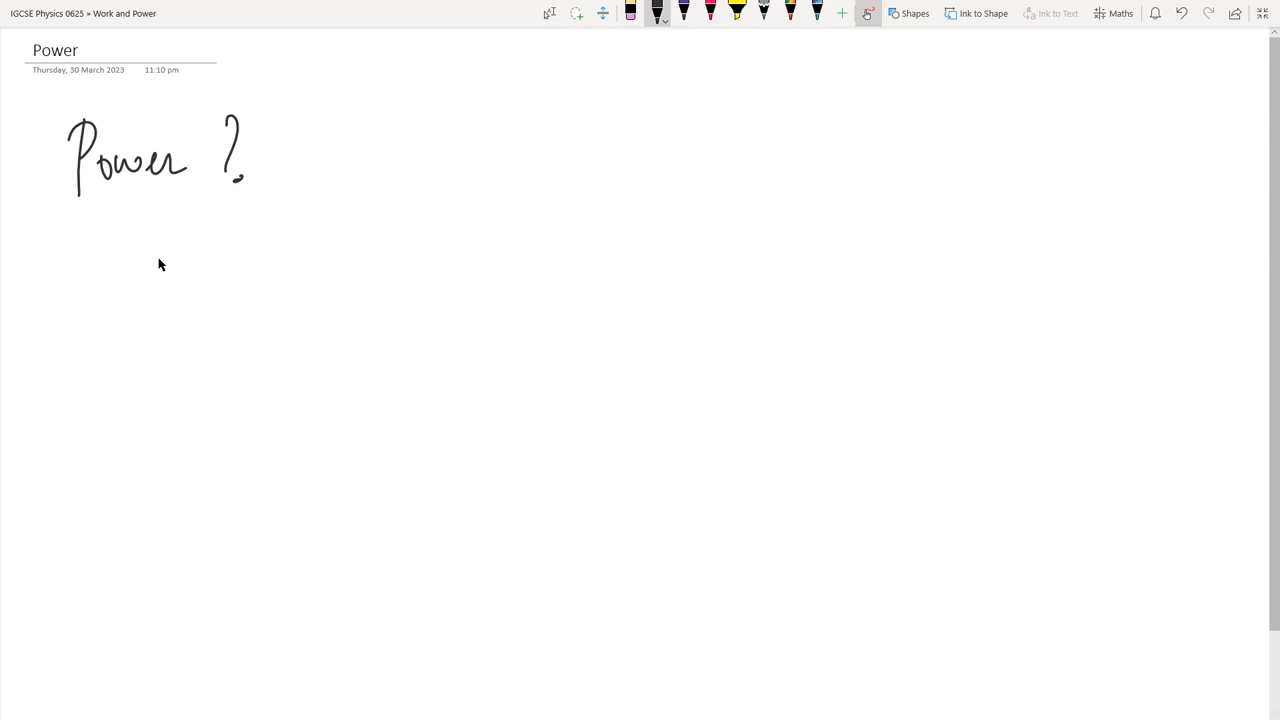 IGCSE Physics 0625 » Work and Power
Shapes Ink to Shape Ink to Text Maths
Power
Thursday, 30 March 2023 11:10 pm
Power ?